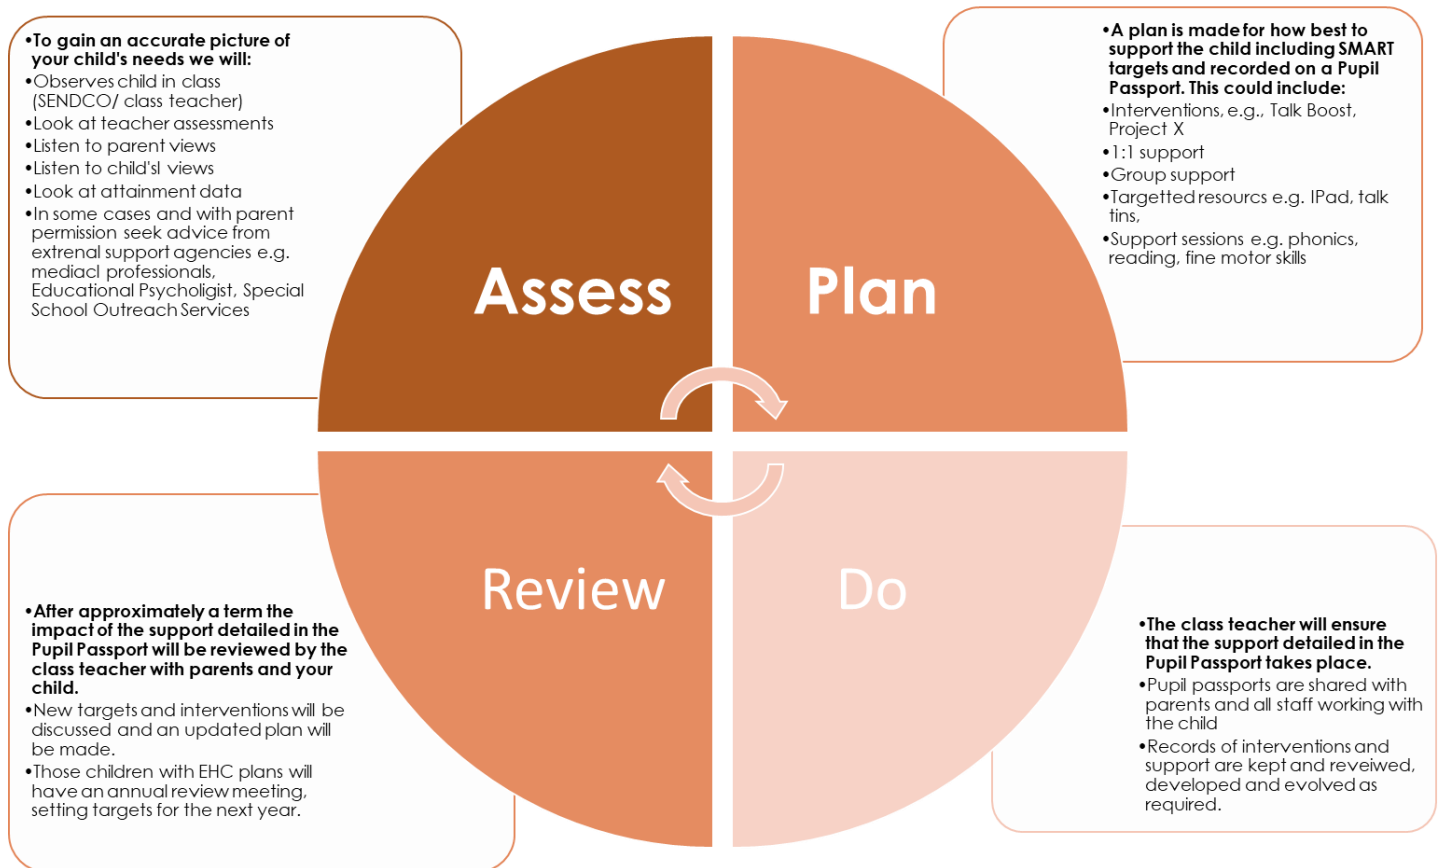 •To gain an accurate picture of
your child's needs we will:
•Observes child in class
(SENDCO/ class teacher)
•Look at teacher assessments
•Listen to parent views
•Listen to child'sl views
•Look at attainment data
•In some cases and with parent
permission seek advice from
extrenal support agencies e.g.
mediacl professionals,
Educational Psycholigist, Special
School Outreach Services
Assess
•A plan is made for how best to
support the child including SMART
targets and recorded on a Pupil
Passport. This could include:
•Interventions, e.g., Talk Boost,
Project X
•1:1 support
•Group support
•Targetted resourcs e.g. IPad, talk
tins,
•Support sessions e.g. phonics,
reading, fine motor skills
Plan
Review
•After approximately a term the
impact of the support detailed in the
Pupil Passport will be reviewed by the
class teacher with parents and your
child.
•New targets and interventions will be
discussed and an updated plan will
be made.
•Those children with EHC plans will
have an annual review meeting,
setting targets for the next year.
Do
•The class teacher will ensure
that the support detailed in the
Pupil Passport takes place.
•Pupil passports are shared with
parents and all staff working with
the child
•Records of interventions and
support are kept and reveiwed,
developed and evolved as
required.